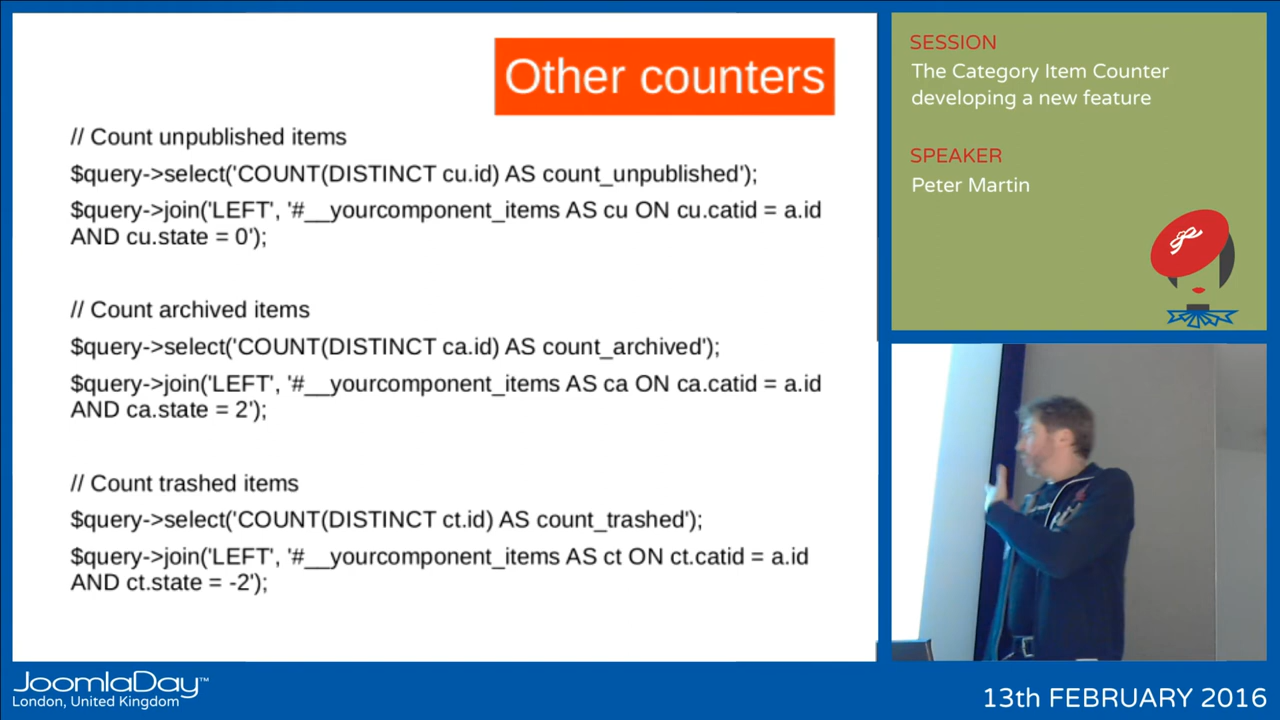 Other counters
// Count unpublished items
$query->select('COUNT(DISTINCT cu.id) AS count_unpublished');
$query->join('LEFT', '#__yourcomponent_items AS cu ON cu.catid = a.id
AND cu.state = 0');
// Count archived items
$query->select('COUNT(DISTINCT ca.id) AS count_archived');
$query->join('LEFT', '#__yourcomponent_items AS ca ON ca.catid = a.id
AND ca.state = 2');
// Count trashed items
$query->select('COUNT(DISTINCT ct.id) AS count_trashed');
$query->join('LEFT', '#__yourcomponent_items AS ct ON ct.catid = a.id
AND ct.state = -2');
SESSION
The Category Item Counter
developing a new feature
SPEAKER
Peter Martin
JoomlaDay™
London, United Kingdom
13th FEBRUARY 2016